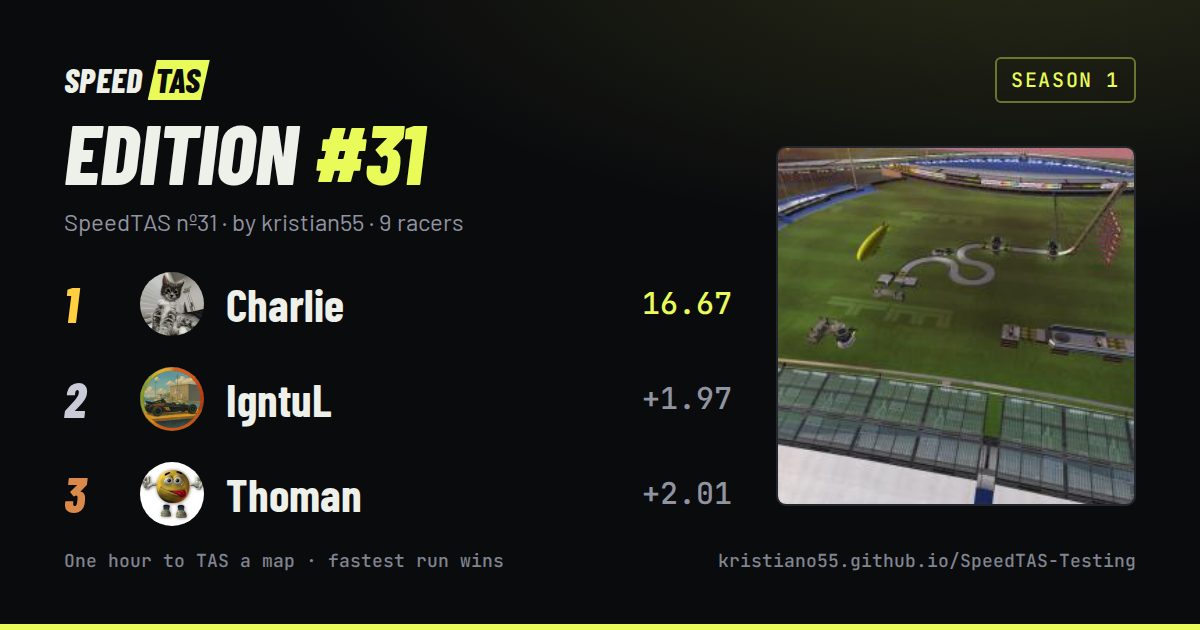 SPEED TAS
SEASON 1
EDITION #31
SpeedTAS nº31 · by kristian55 · 9 racers
1 Charlie 16.67
2 IgntuL +1.97
3 Thoman +2.01
One hour to TAS a map · fastest run wins
kristiano55.github.io/SpeedTAS-Testing